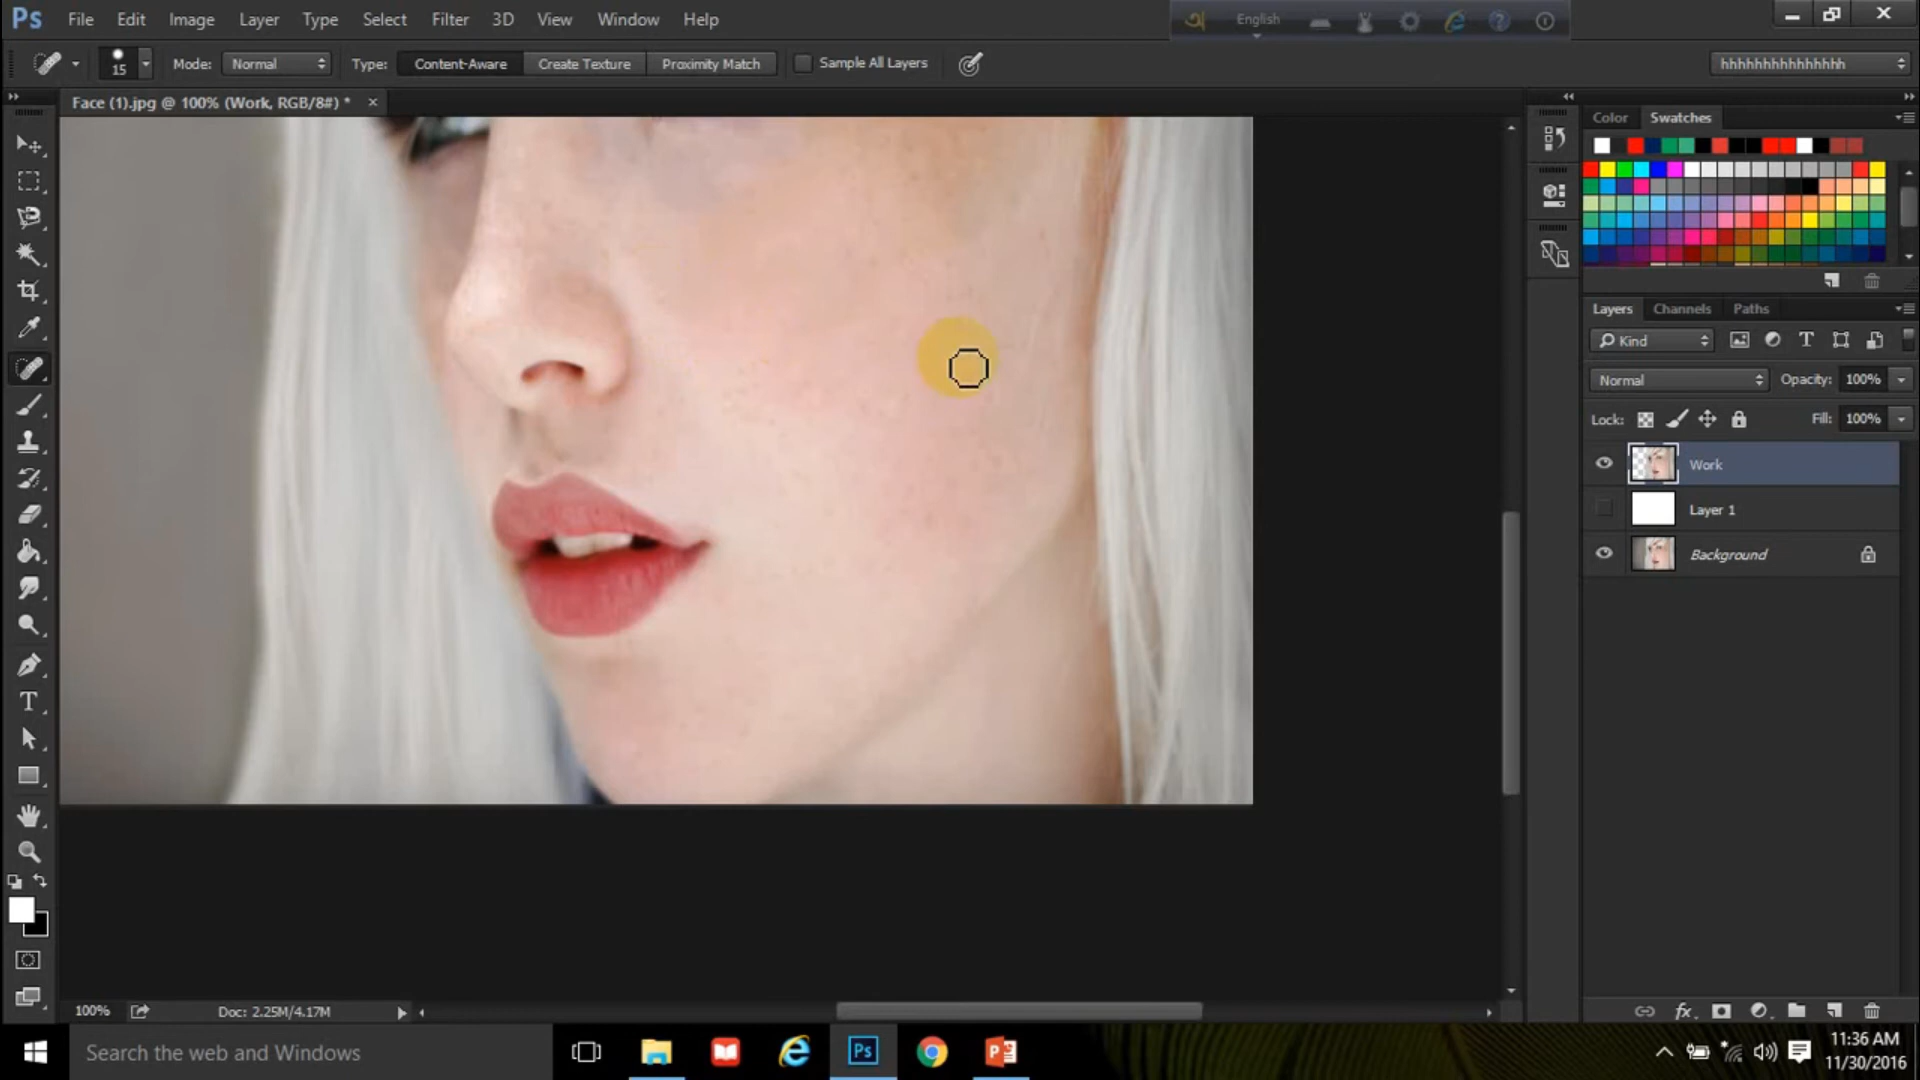 Ps File Edit Image Layer Type Select Filter 3D View Window Help
English
15 Mode: Normal Type: Content-Aware Create Texture Proximity Match Sample All Layers
hhhhhhhhhhhhhhh
Face (1).jpg @ 100% (Work, RGB/8#) * ×
Color Swatches
Layers Channels Paths
Kind
Normal Opacity: 100%
Lock: Fill: 100%
Work
Layer 1
Background
100% Doc: 2.25M/4.17M
fx
Search the web and Windows
Ps
11:36 AM
11/30/2016